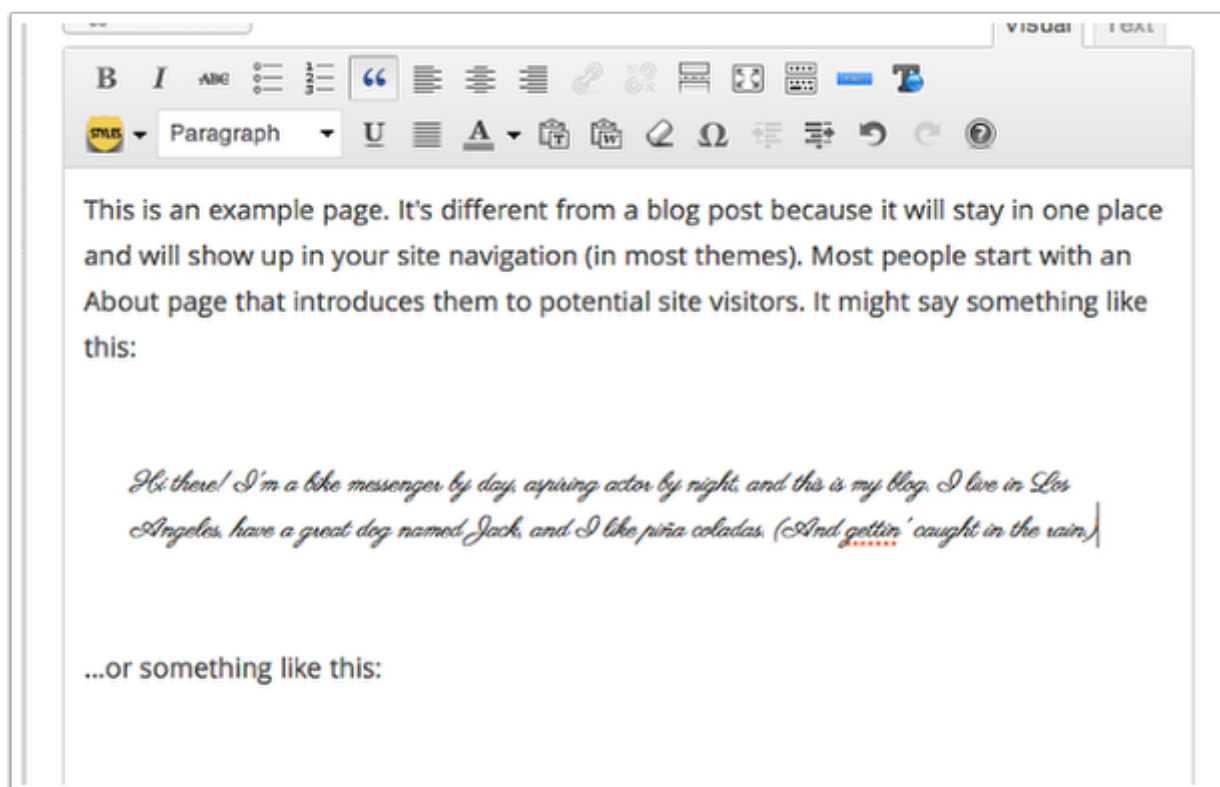 Visual Text
B I ABC
STYLES Paragraph U A T W Ω ?
This is an example page. It's different from a blog post because it will stay in one place
and will show up in your site navigation (in most themes). Most people start with an
About page that introduces them to potential site visitors. It might say something like
this:
Hi there! I'm a bike messenger by day, aspiring actor by night, and this is my blog. I live in Los
Angeles, have a great dog named Jack, and I like piña coladas. (And gettin' caught in the rain.)
...or something like this: